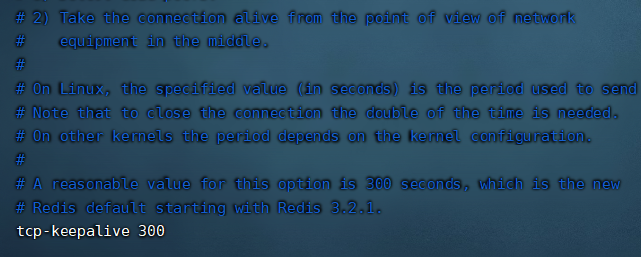 # 2) Take the connection alive from the point of view of network
#    equipment in the middle.
#
# On Linux, the specified value (in seconds) is the period used to send
# Note that to close the connection the double of the time is needed.
# On other kernels the period depends on the kernel configuration.
#
# A reasonable value for this option is 300 seconds, which is the new
# Redis default starting with Redis 3.2.1.
tcp-keepalive 300